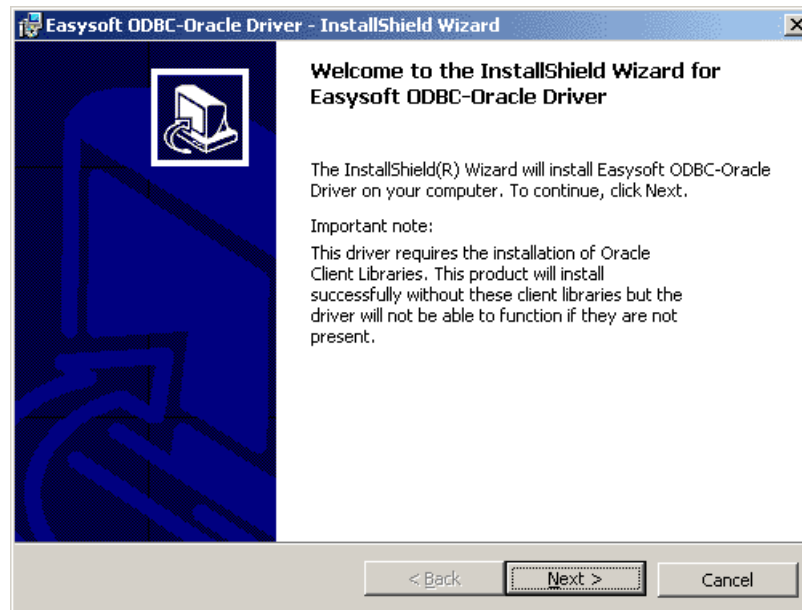 Easysoft ODBC-Oracle Driver - InstallShield Wizard
Welcome to the InstallShield Wizard for
Easysoft ODBC-Oracle Driver
The InstallShield(R) Wizard will install Easysoft ODBC-Oracle
Driver on your computer. To continue, click Next.
Important note:
This driver requires the installation of Oracle
Client Libraries. This product will install
successfully without these client libraries but the
driver will not be able to function if they are not
present.
< Back
Next >
Cancel